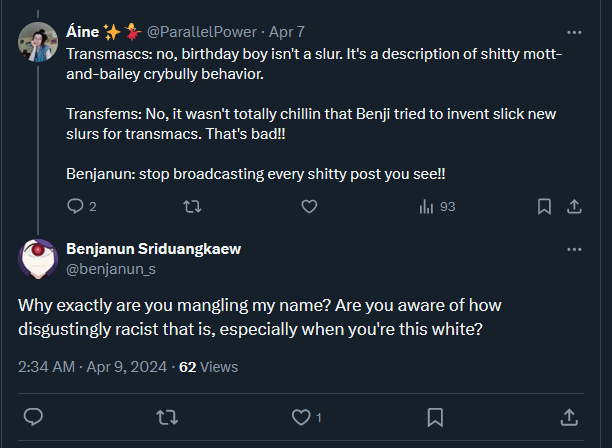 Áine ✨💃 @ParallelPower · Apr 7
Transmascs: no, birthday boy isn't a slur. It's a description of shitty mott-
and-bailey crybully behavior.
Transfems: No, it wasn't totally chillin that Benji tried to invent slick new
slurs for transmacs. That's bad!!
Benjanun: stop broadcasting every shitty post you see!!
2 93
Benjanun Sriduangkaew
@benjanun_s
Why exactly are you mangling my name? Are you aware of how
disgustingly racist that is, especially when you're this white?
2:34 AM · Apr 9, 2024 · 62 Views
1